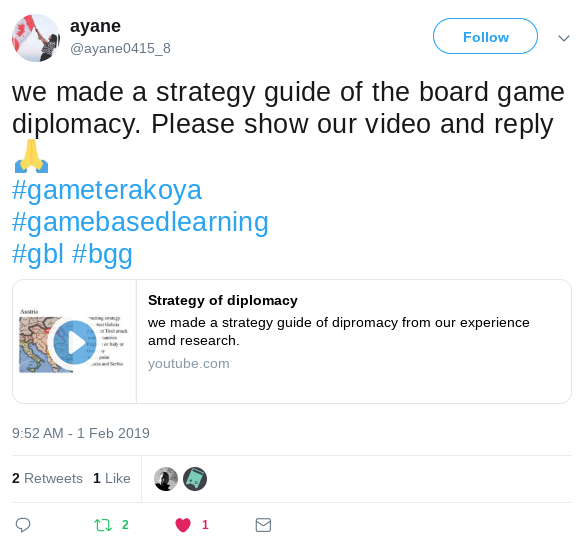 ayane
@ayane0415_8
Follow
we made a strategy guide of the board game
diplomacy. Please show our video and reply
🙏
#gameterakoya
#gamebasedlearning
#gbl #bgg
Austria
Strategy of diplomacy
we made a strategy guide of dipromacy from our experience
amd research.
youtube.com
9:52 AM - 1 Feb 2019
2 Retweets 1 Like
2 1